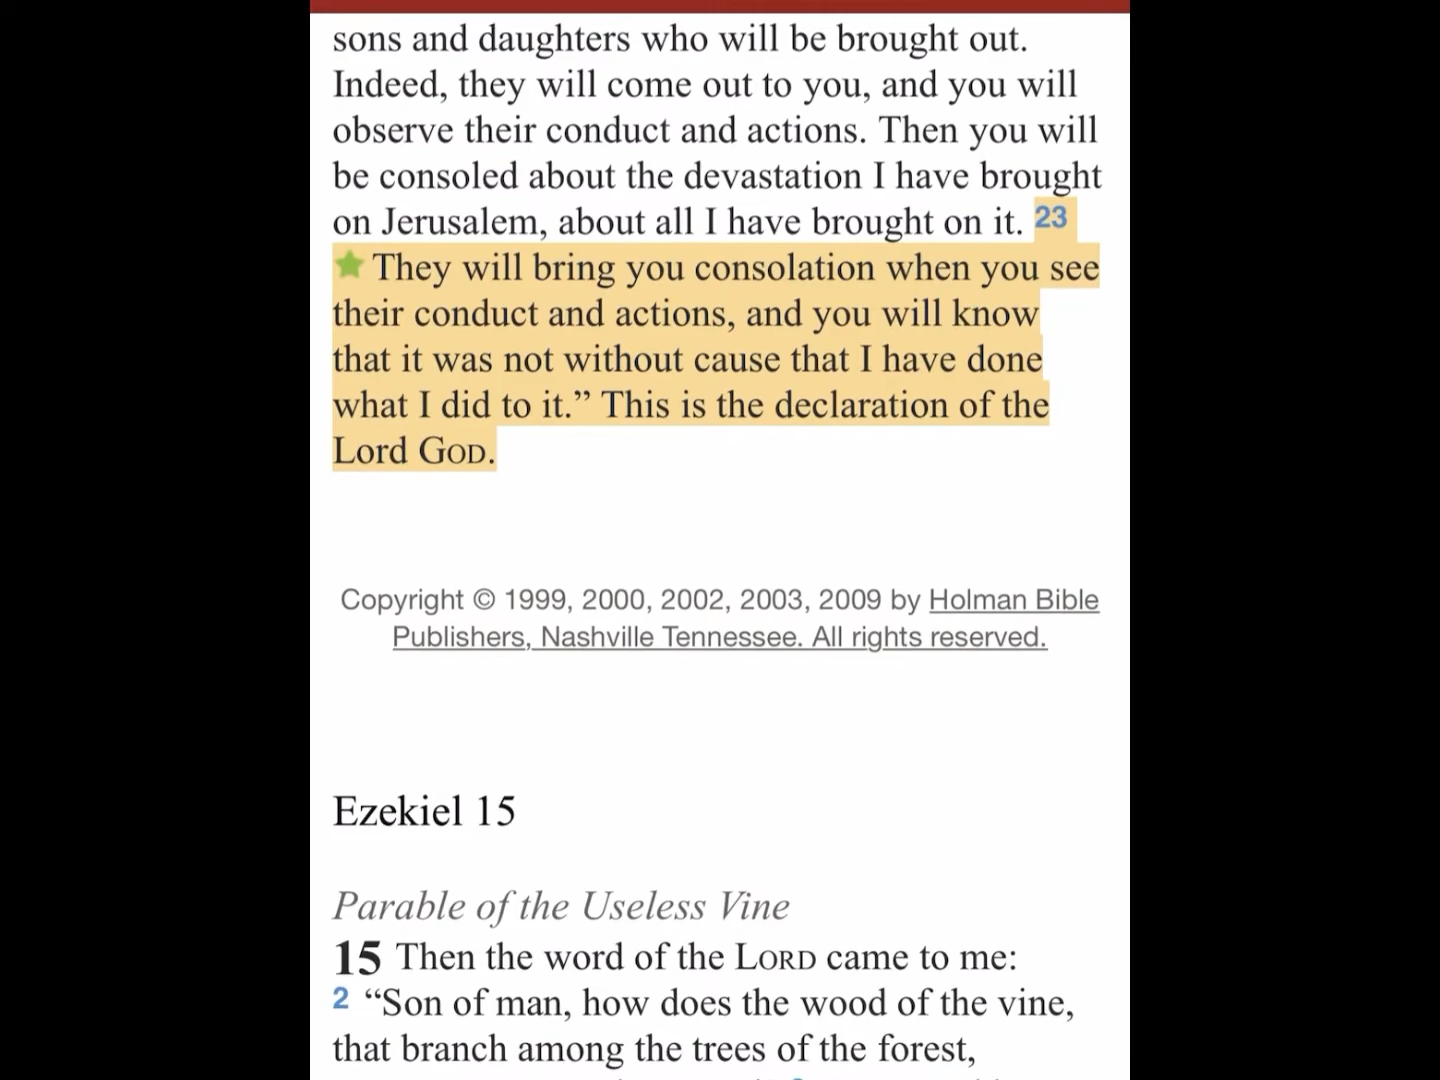 sons and daughters who will be brought out.
Indeed, they will come out to you, and you will
observe their conduct and actions. Then you will
be consoled about the devastation I have brought
on Jerusalem, about all I have brought on it. 23
They will bring you consolation when you see
their conduct and actions, and you will know
that it was not without cause that I have done
what I did to it.” This is the declaration of the
Lord GOD.
Copyright © 1999, 2000, 2002, 2003, 2009 by Holman Bible
Publishers, Nashville Tennessee. All rights reserved.
Ezekiel 15
Parable of the Useless Vine
15 Then the word of the LORD came to me:
2 “Son of man, how does the wood of the vine,
that branch among the trees of the forest,